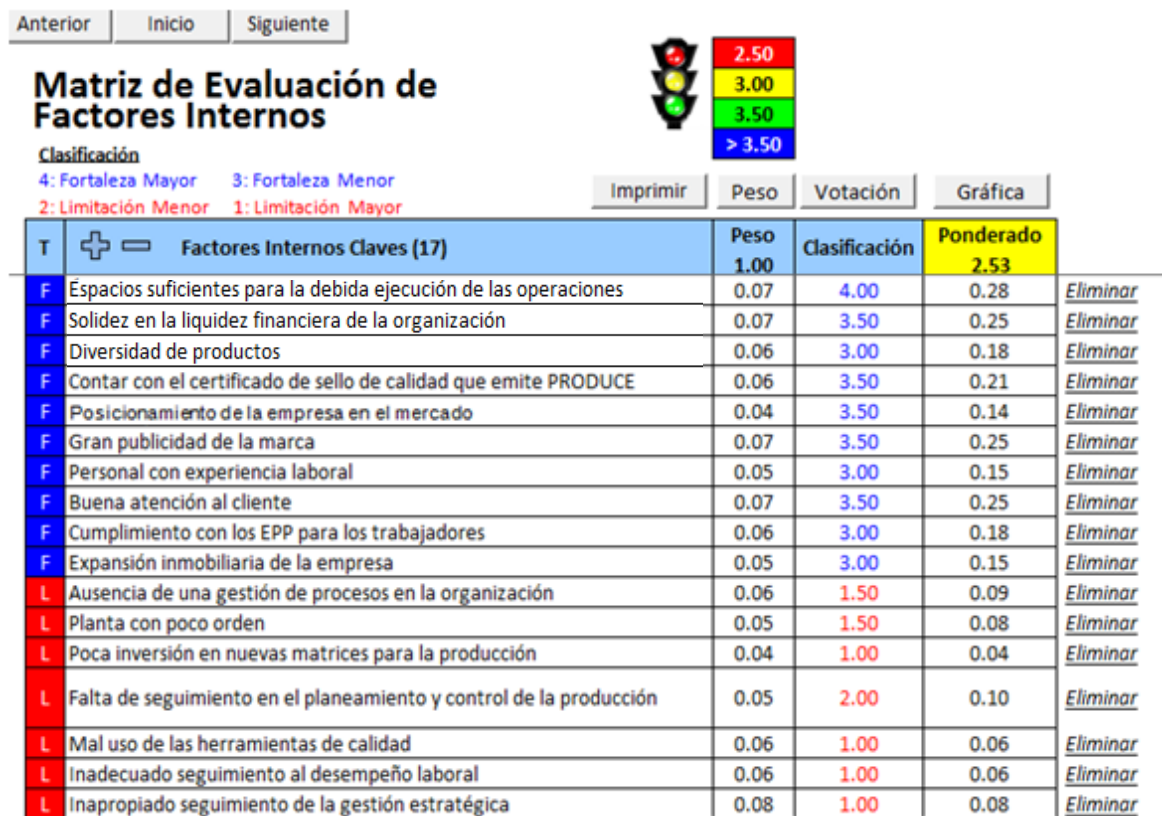 Anterior Inicio Siguiente
2.50
3.00
3.50
> 3.50
Matriz de Evaluación de
Factores Internos
Clasificación
4: Fortaleza Mayor 3: Fortaleza Menor
2: Limitación Menor 1: Limitación Mayor
Imprimir Peso Votación Gráfica
T Factores Internos Claves (17) Peso 1.00 Clasificación Ponderado 2.53
F Espacios suficientes para la debida ejecución de las operaciones 0.07 4.00 0.28 Eliminar
F Solidez en la liquidez financiera de la organización 0.07 3.50 0.25 Eliminar
F Diversidad de productos 0.06 3.00 0.18 Eliminar
F Contar con el certificado de sello de calidad que emite PRODUCE 0.06 3.50 0.21 Eliminar
F Posicionamiento de la empresa en el mercado 0.04 3.50 0.14 Eliminar
F Gran publicidad de la marca 0.07 3.50 0.25 Eliminar
F Personal con experiencia laboral 0.05 3.00 0.15 Eliminar
F Buena atención al cliente 0.07 3.50 0.25 Eliminar
F Cumplimiento con los EPP para los trabajadores 0.06 3.00 0.18 Eliminar
F Expansión inmobiliaria de la empresa 0.05 3.00 0.15 Eliminar
L Ausencia de una gestión de procesos en la organización 0.06 1.50 0.09 Eliminar
L Planta con poco orden 0.05 1.50 0.08 Eliminar
L Poca inversión en nuevas matrices para la producción 0.04 1.00 0.04 Eliminar
L Falta de seguimiento en el planeamiento y control de la producción 0.05 2.00 0.10 Eliminar
L Mal uso de las herramientas de calidad 0.06 1.00 0.06 Eliminar
L Inadecuado seguimiento al desempeño laboral 0.06 1.00 0.06 Eliminar
L Inapropiado seguimiento de la gestión estratégica 0.08 1.00 0.08 Eliminar